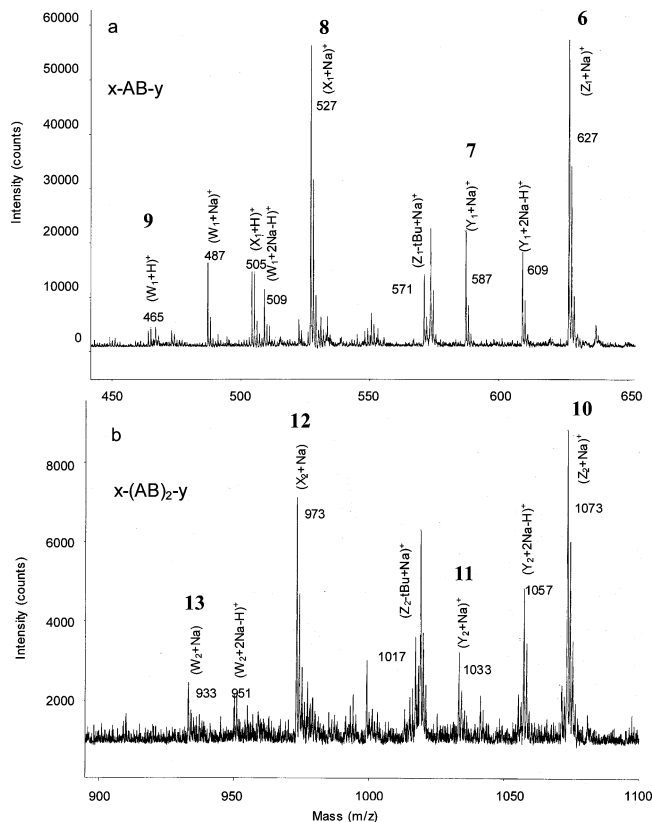 60000
50000
40000
30000
20000
10000
0
Intensity (counts)
a
x-AB-y
9
(W₁+H)⁺
465
(W₁+Na)⁺
487
(X₁+H)⁺
505
(W₁+2Na-H)⁺
509
8
(X₁+Na)⁺
527
(Z₁-tBu+Na)⁺
571
7
(Y₁+Na)⁺
587
(Y₁+2Na-H)⁺
609
6
(Z₁+Na)⁺
627
450
500
550
600
650
8000
6000
4000
2000
Intensity (counts)
b
x-(AB)₂-y
13
(W₂+Na)
933
(W₂+2Na-H)⁺
951
12
(X₂+Na)
973
(Z₂-tBu+Na)⁺
1017
11
(Y₂+Na)⁺
1033
(Y₂+2Na-H)⁺
1057
10
(Z₂+Na)⁺
1073
900
950
1000
1050
1100
Mass (m/z)